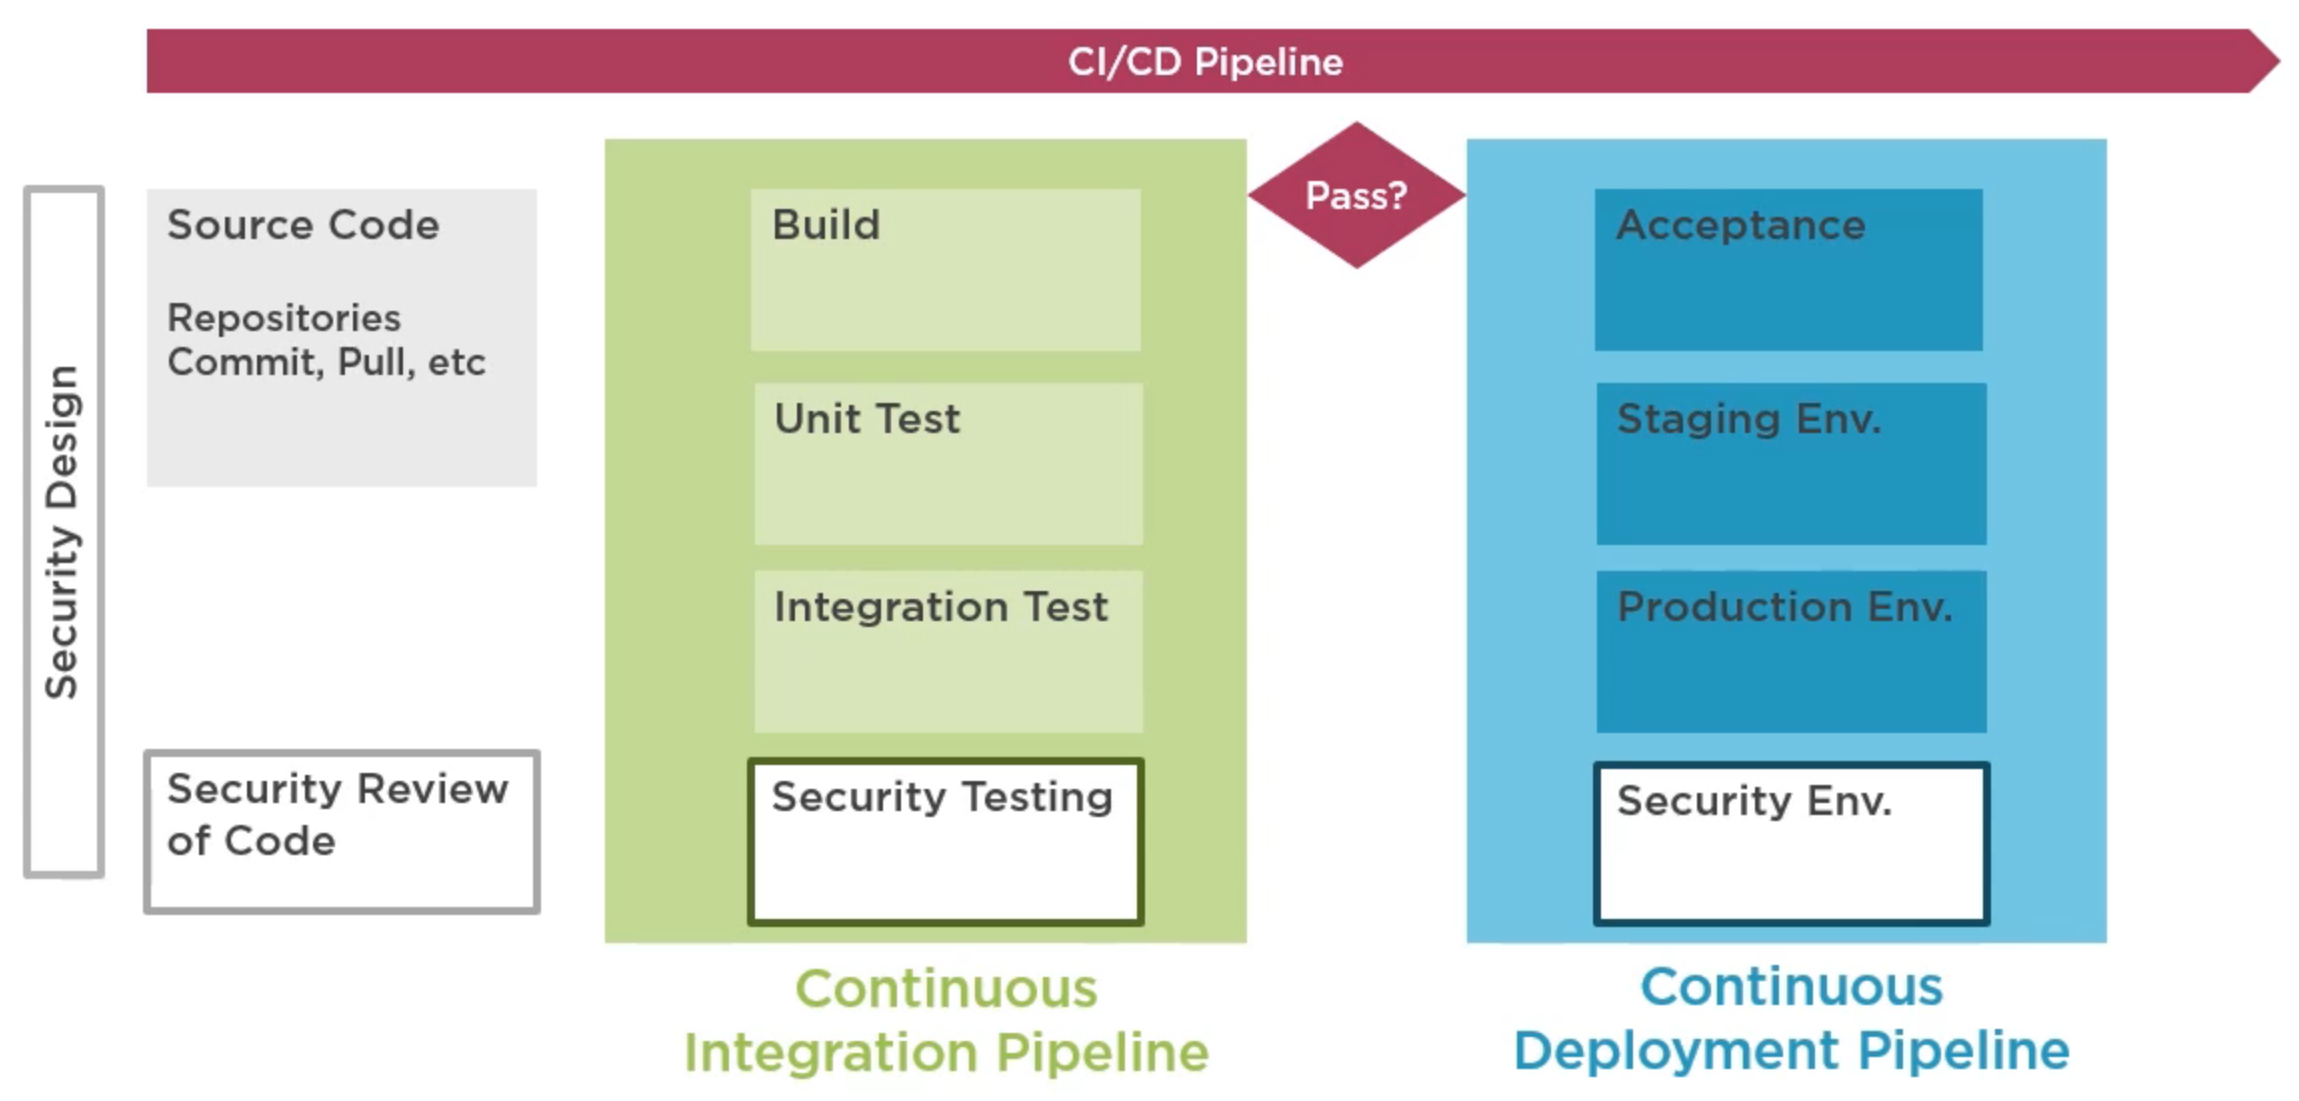 CI/CD Pipeline
Security Design
Source Code
Repositories
Commit, Pull, etc
Security Review
of Code
Build
Unit Test
Integration Test
Security Testing
Continuous
Integration Pipeline
Pass?
Acceptance
Staging Env.
Production Env.
Security Env.
Continuous
Deployment Pipeline